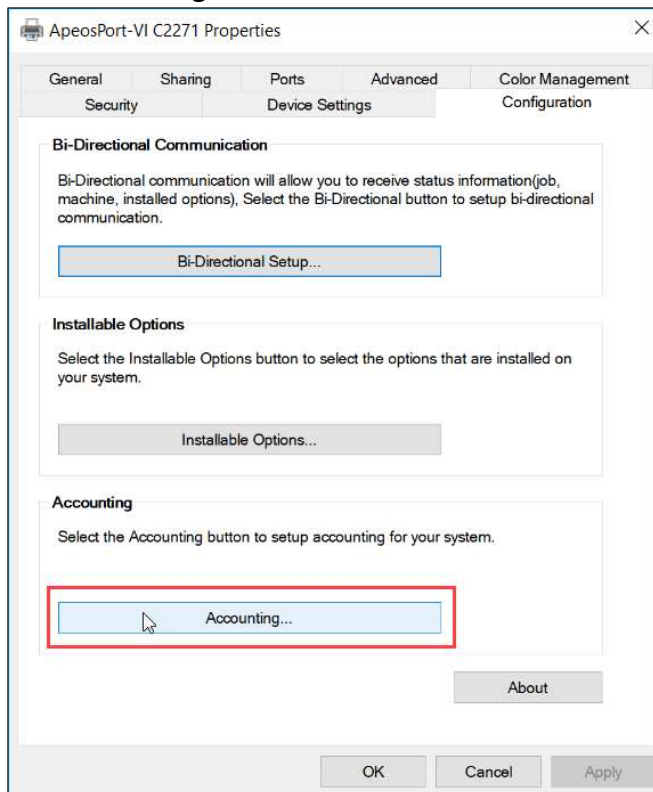 ApeosPort-VI C2271 Properties
General Sharing Ports Advanced Color Management
Security Device Settings Configuration
Bi-Directional Communication
Bi-Directional communication will allow you to receive status information(job,
machine, installed options), Select the Bi-Directional button to setup bi-directional
communication.
Bi-Directional Setup...
Installable Options
Select the Installable Options button to select the options that are installed on
your system.
Installable Options...
Accounting
Select the Accounting button to setup accounting for your system.
Accounting...
About
OK Cancel Apply